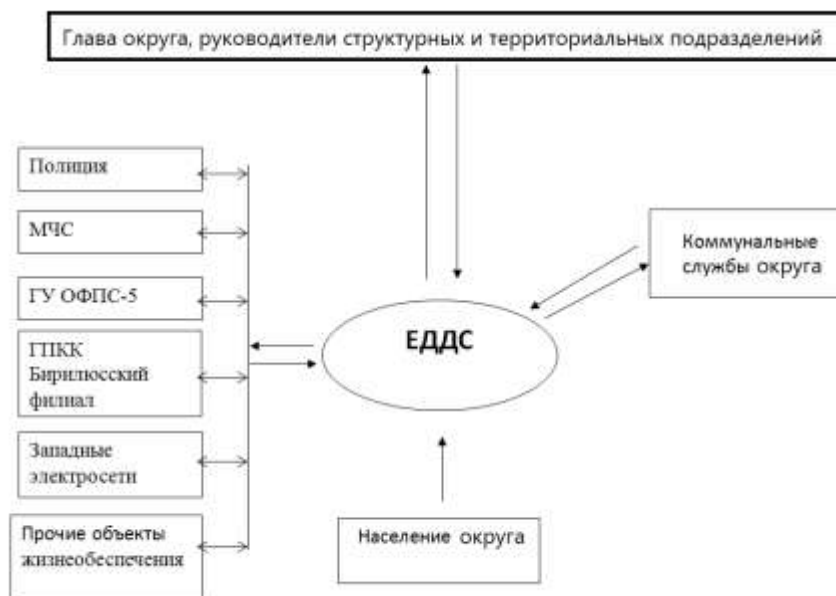 Глава округа, руководители структурных и территориальных подразделений
Полиция
МЧС
ГУ ОФПС-5
ГПКК
Бирилюсский
филиал
Западные
электросети
Прочие объекты
жизнеобеспечения
ЕДДС
Коммунальные
службы округа
Население округа